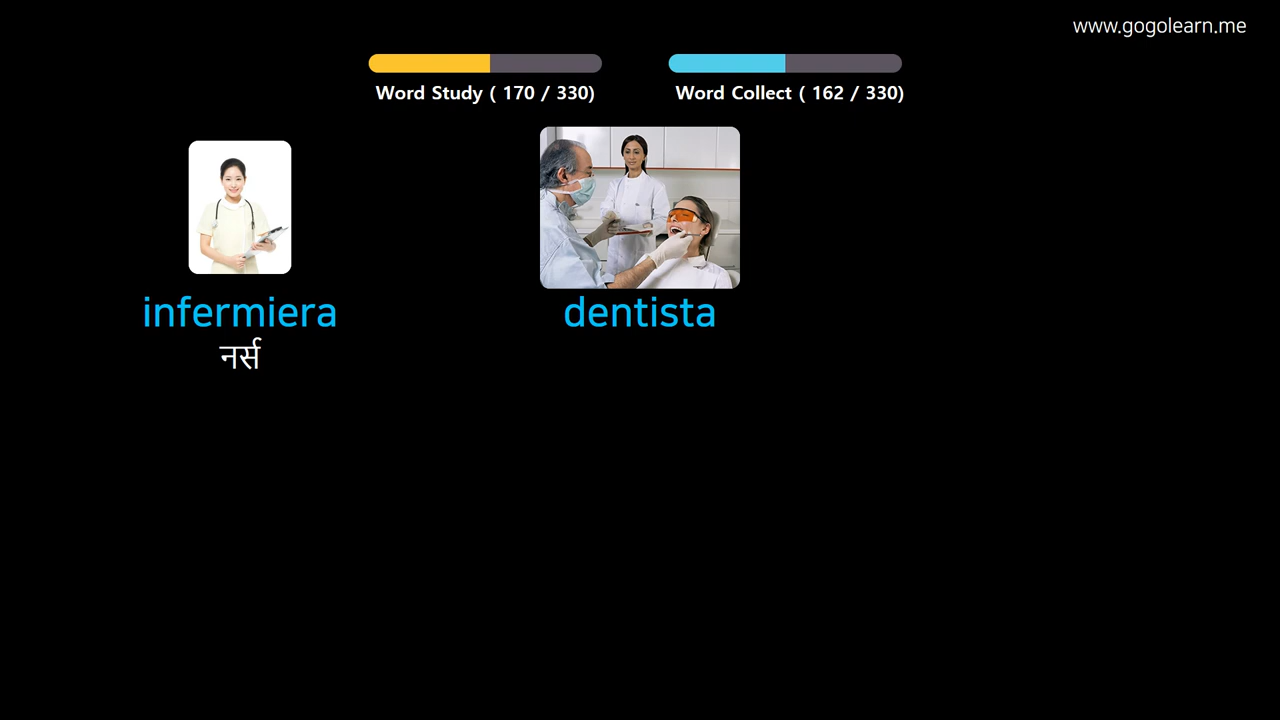 www.gogolearn.me
Word Study ( 170 / 330)
Word Collect ( 162 / 330)
infermiera
नर्स
dentista